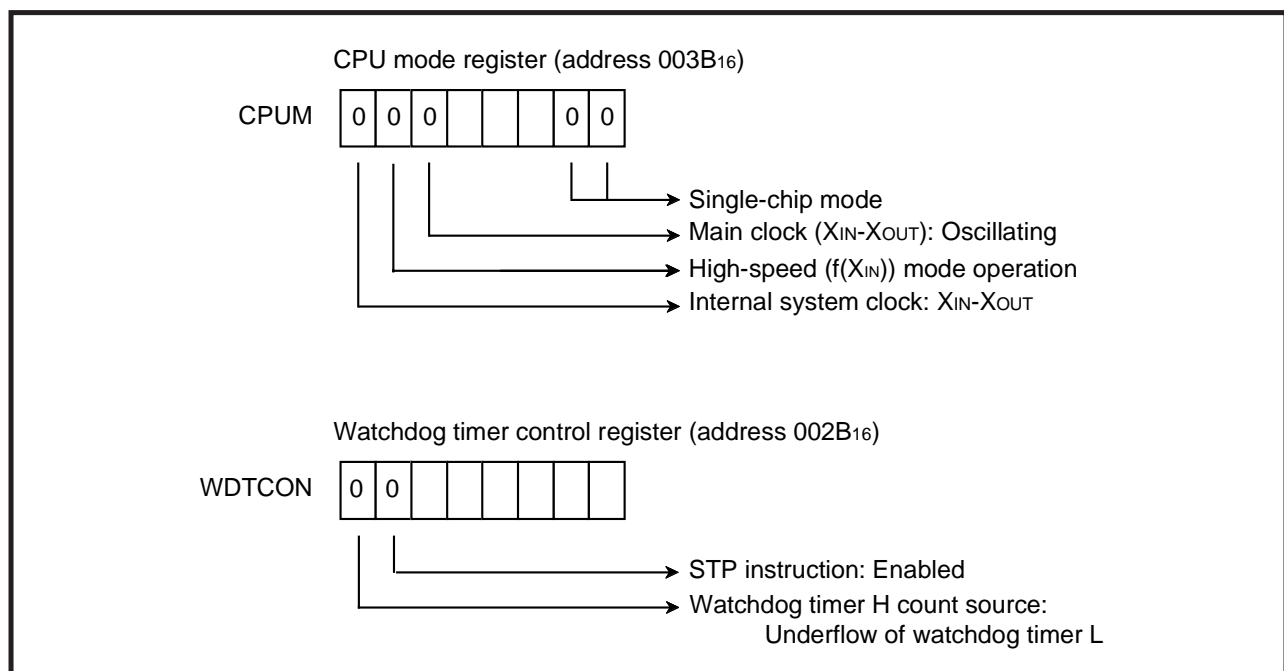 CPU mode register (address 003B16)
CPUM 0 0 0 0 0
Single-chip mode
Main clock (XIN-XOUT): Oscillating
High-speed (f(XIN)) mode operation
Internal system clock: XIN-XOUT
Watchdog timer control register (address 002B16)
WDTCON 0 0
STP instruction: Enabled
Watchdog timer H count source:
Underflow of watchdog timer L